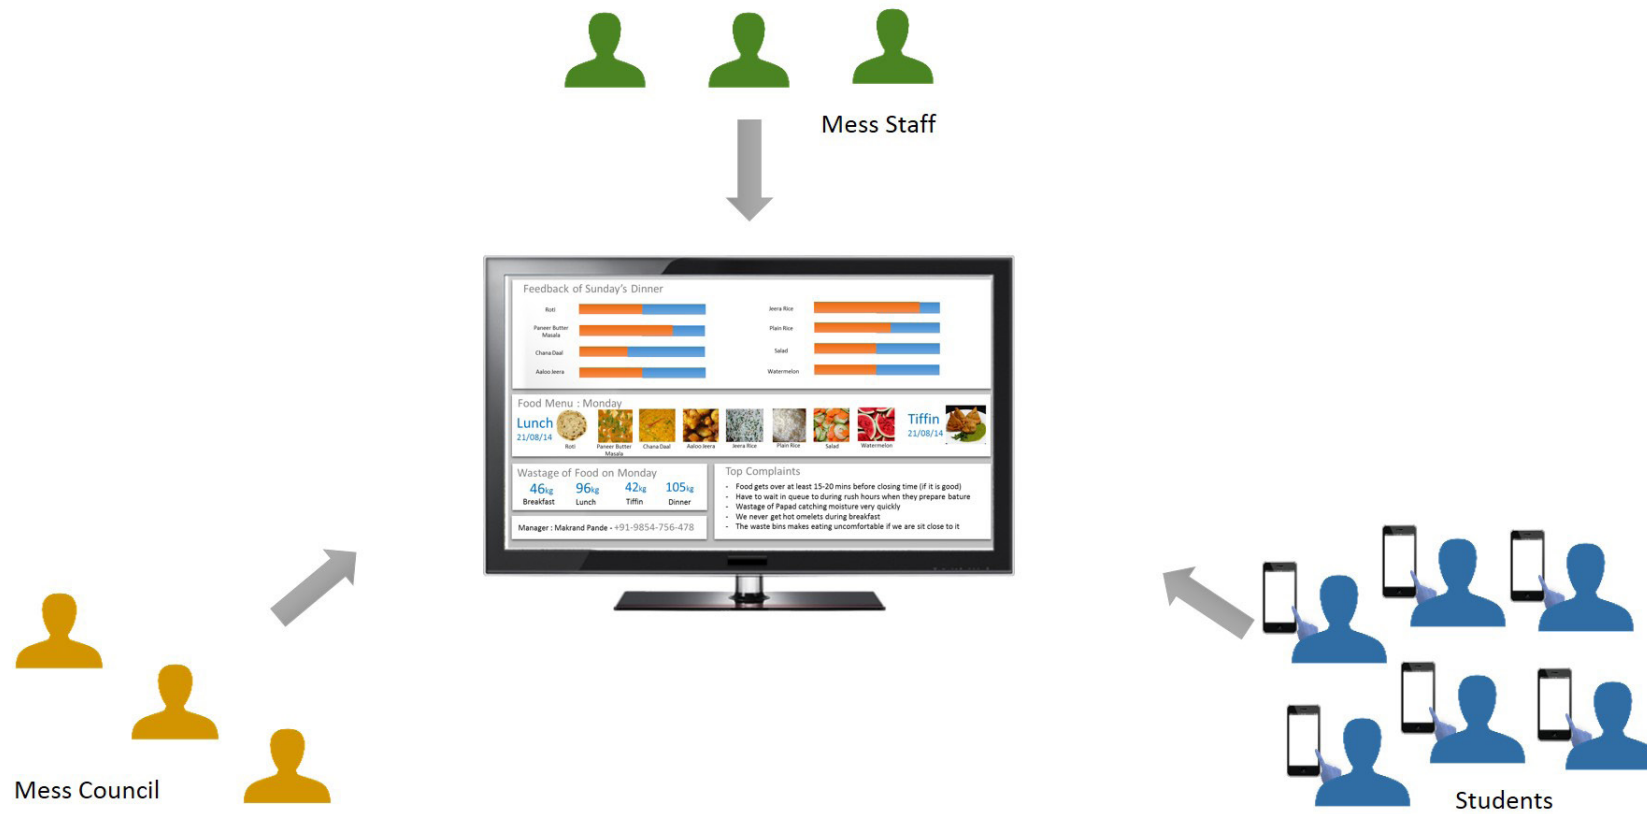 Mess Staff
Feedback of Sunday's Dinner
Roti
Paneer Butter
Masala
Chana Daal
Aaloo Jeera
Jeera Rice
Plain Rice
Salad
Watermelon
Food Menu : Monday
Lunch
21/08/14
Roti
Paneer Butter
Masala
Chana Daal
Aaloo Jeera
Jeera Rice
Plain Rice
Salad
Watermelon
Tiffin
21/08/14
Wastage of Food on Monday
46kg
96kg
42kg
105kg
Breakfast
Lunch
Tiffin
Dinner
Manager : Makrand Pande - +91-9854-756-478
Top Complaints
- Food gets over at least 15-20 mins before closing time (if it is good)
- Have to wait in queue to during rush hours when they prepare bature
- Wastage of Papad catching moisture very quickly
- We never get hot omelets during breakfast
- The waste bins makes eating uncomfortable if we are sit close to it
Mess Council
Students